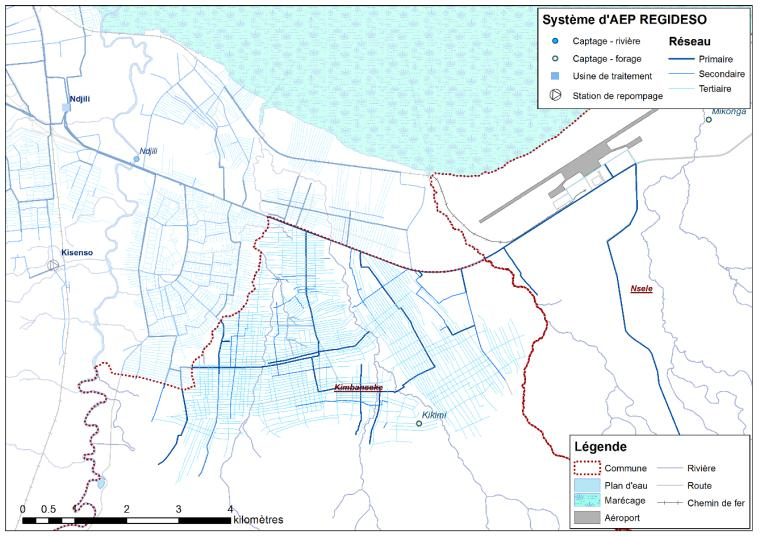 Système d'AEP REGIDESO
Captage - rivière
Captage - forage
Usine de traitement
Station de repompage
Réseau
Primaire
Secondaire
Tertiaire
Mikonga
Ndjili
Ndjili
Kisenso
Nsele
Kimbanseke
Kikimi
Légende
Commune
Plan d'eau
Marécage
Aéroport
Rivière
Route
Chemin de fer
0 0.5 1 2 3 4
kilomètres